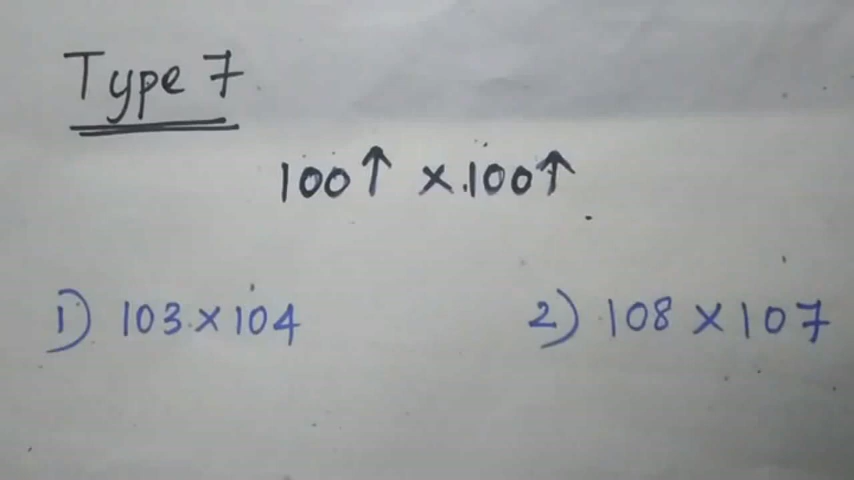 Type 7
100↑ × 100↑
1) 103 × 104
2) 108 × 107